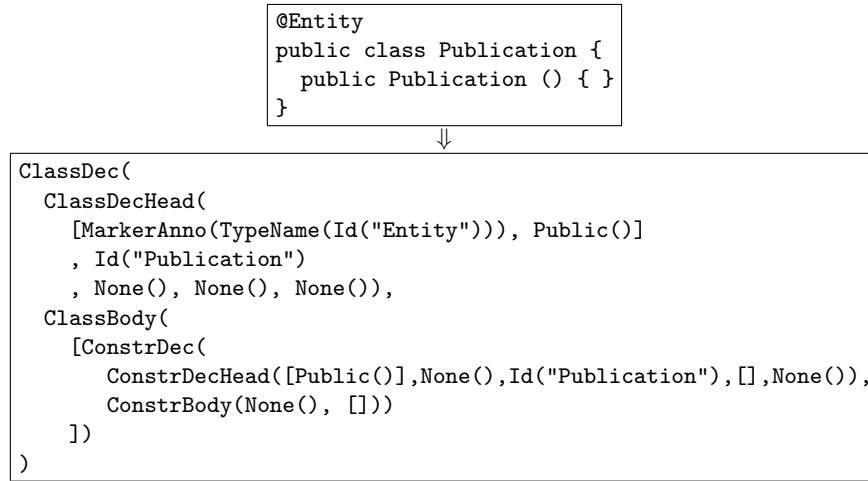 @Entity
public class Publication {
  public Publication () { }
}
⇓
ClassDec(
  ClassDecHead(
    [MarkerAnno(TypeName(Id("Entity"))), Public()]
    , Id("Publication")
    , None(), None(), None()),
  ClassBody(
    [ConstrDec(
       ConstrDecHead([Public()],None(),Id("Publication"),[],None()),
       ConstrBody(None(), []))
    ])
)